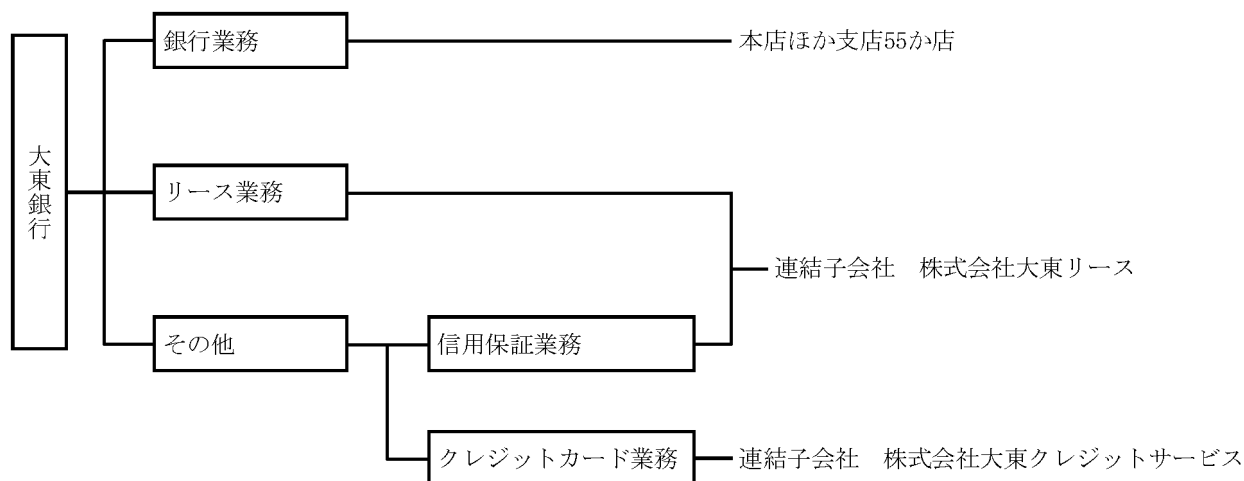 大東銀行
銀行業務
本店ほか支店55か店
リース業務
連結子会社　株式会社大東リース
その他
信用保証業務
クレジットカード業務
連結子会社　株式会社大東クレジットサービス